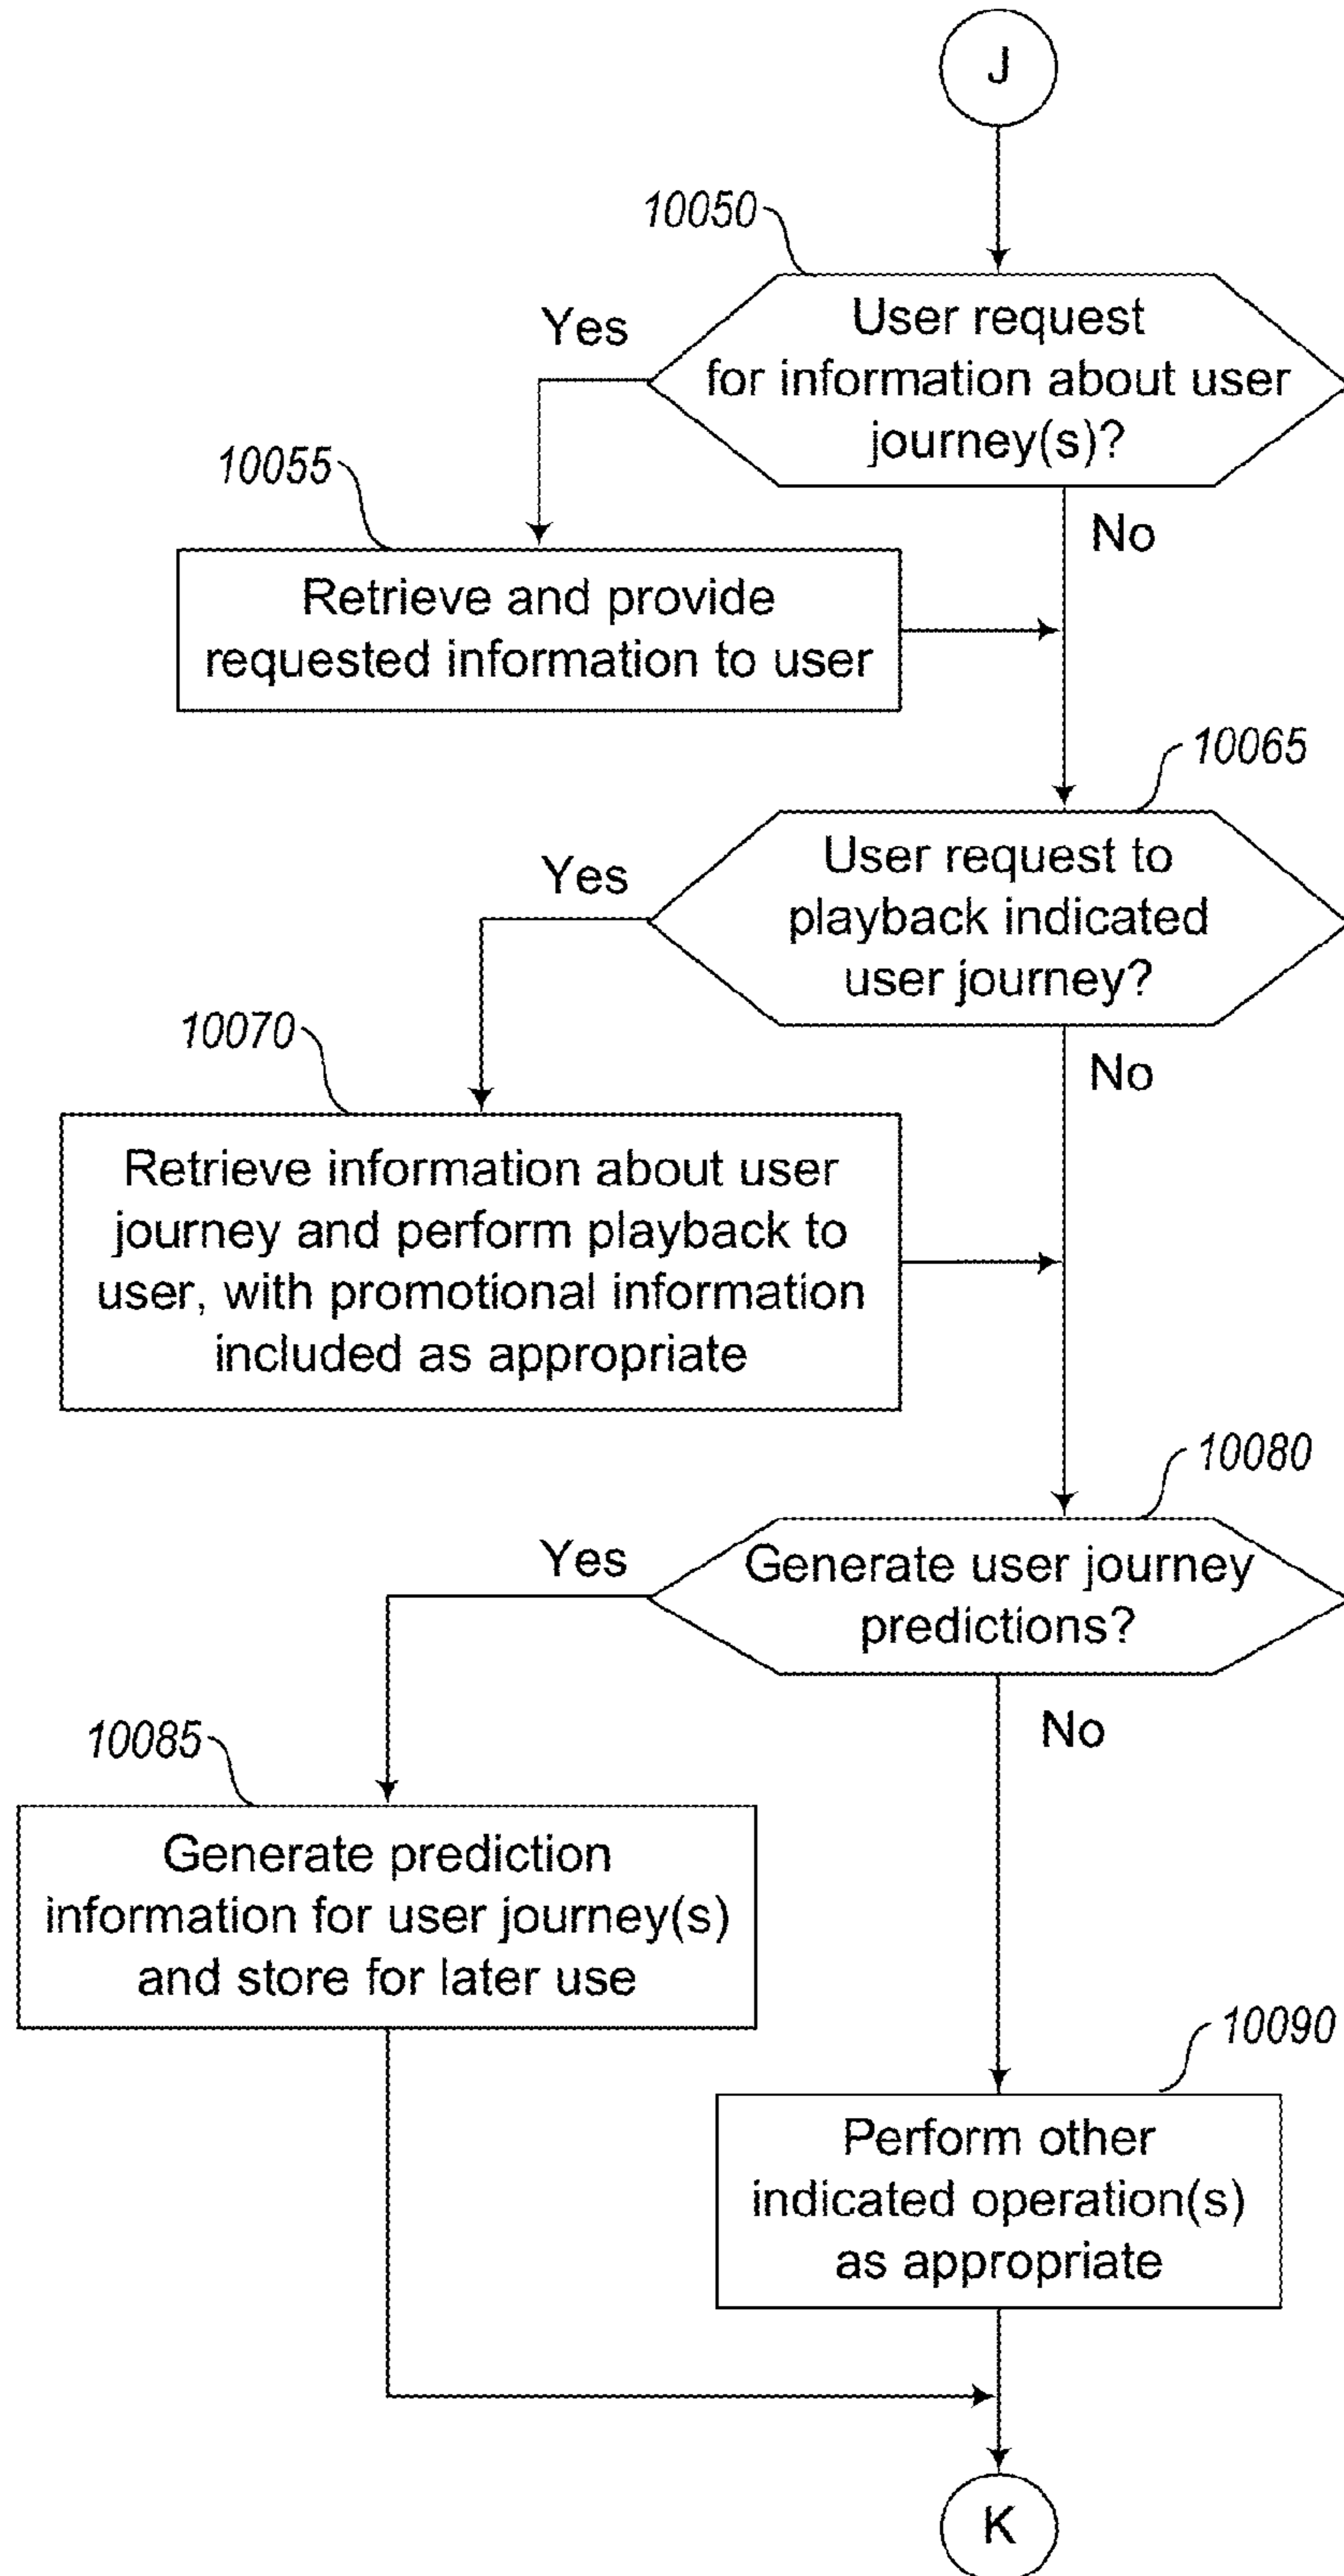 J
10050
Yes
User request
for information about user
journey(s)?
No
10055
Retrieve and provide
requested information to user
10065
Yes
User request to
playback indicated
user journey?
No
10070
Retrieve information about user
journey and perform playback to
user, with promotional information
included as appropriate
10080
Yes
Generate user journey
predictions?
No
10085
Generate prediction
information for user journey(s)
and store for later use
10090
Perform other
indicated operation(s)
as appropriate
K